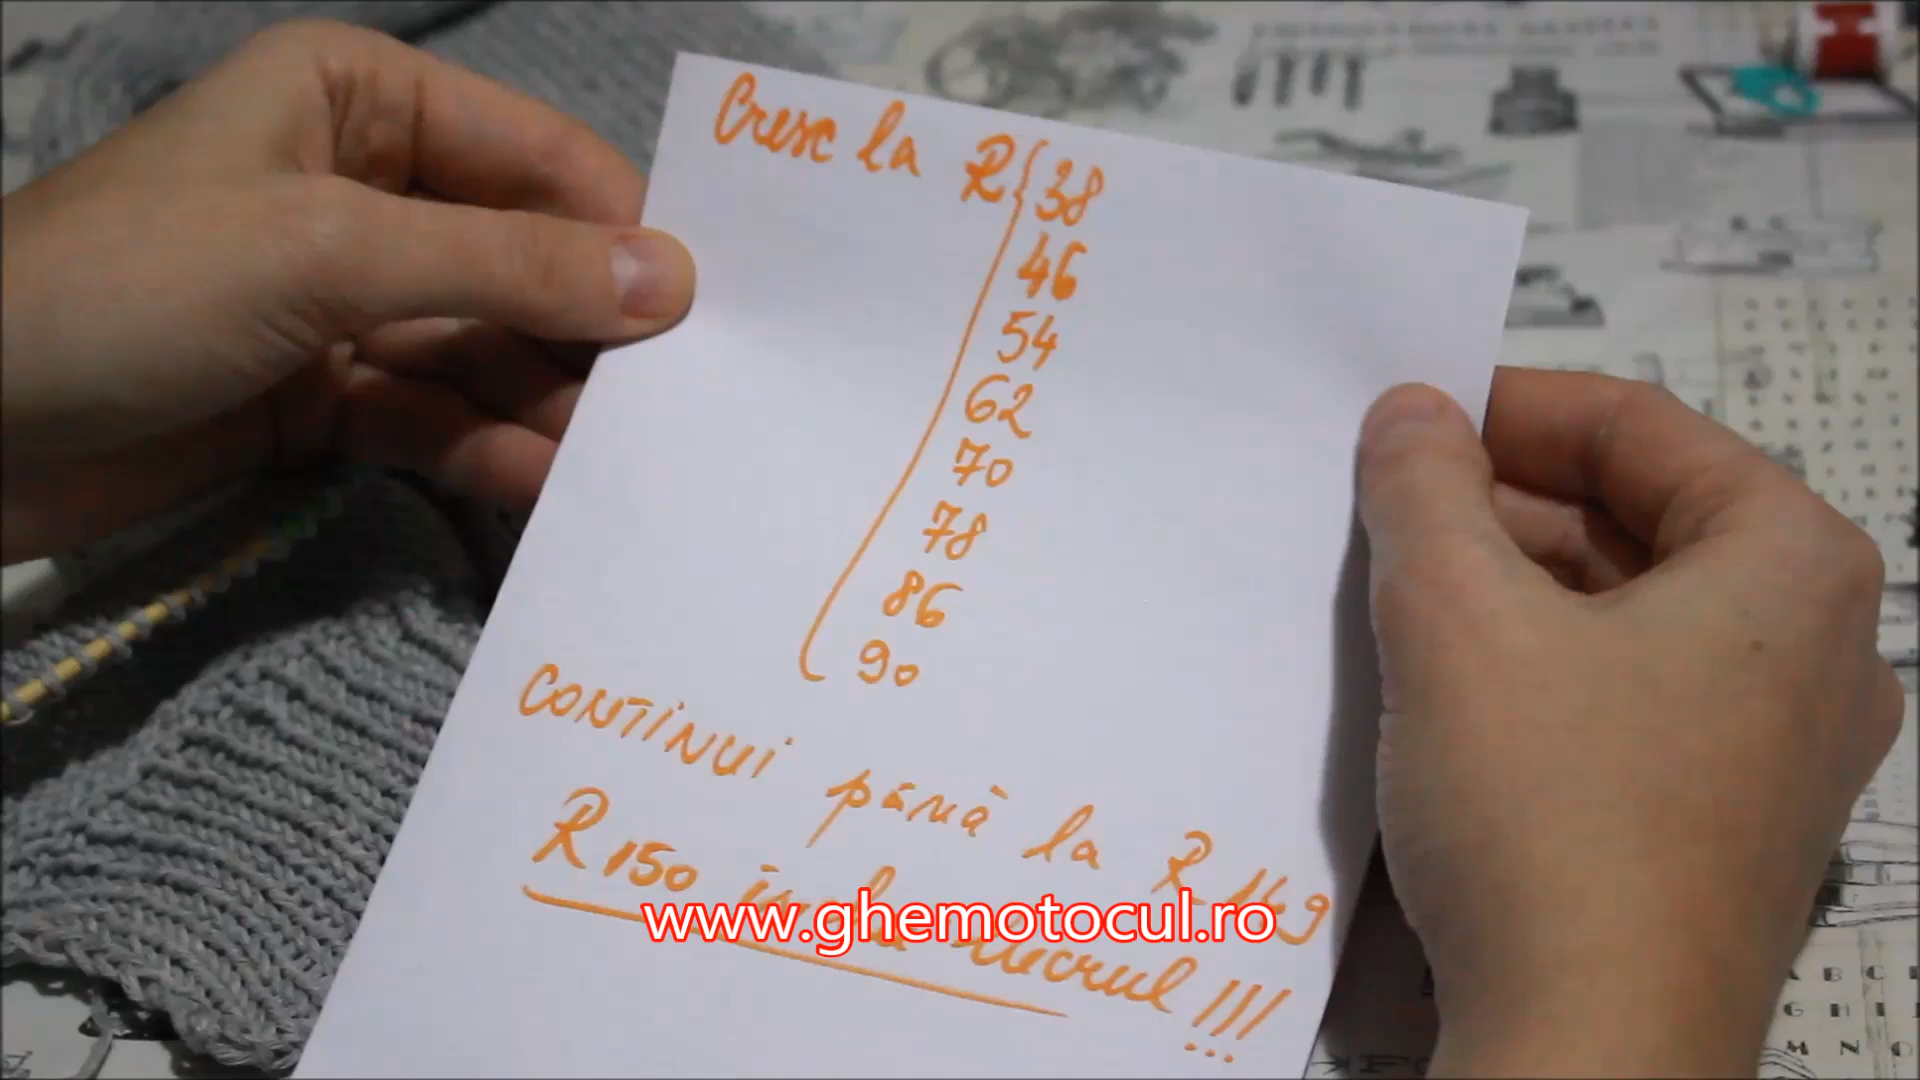 Cresc la R { 38
46
54
62
70
78
86
90
CONTINUI până la R 149
R 150 închei lucrul !!!
www.ghemotocul.ro